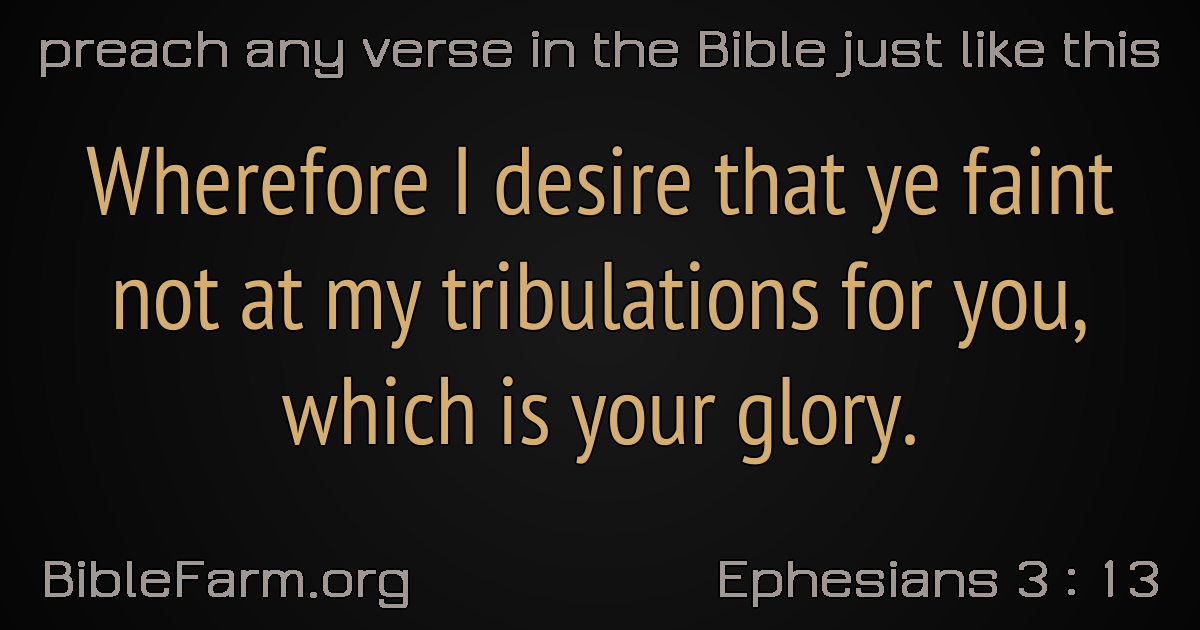 preach any verse in the Bible just like this
Wherefore I desire that ye faint
not at my tribulations for you,
which is your glory.
BibleFarm.org
Ephesians 3 : 13